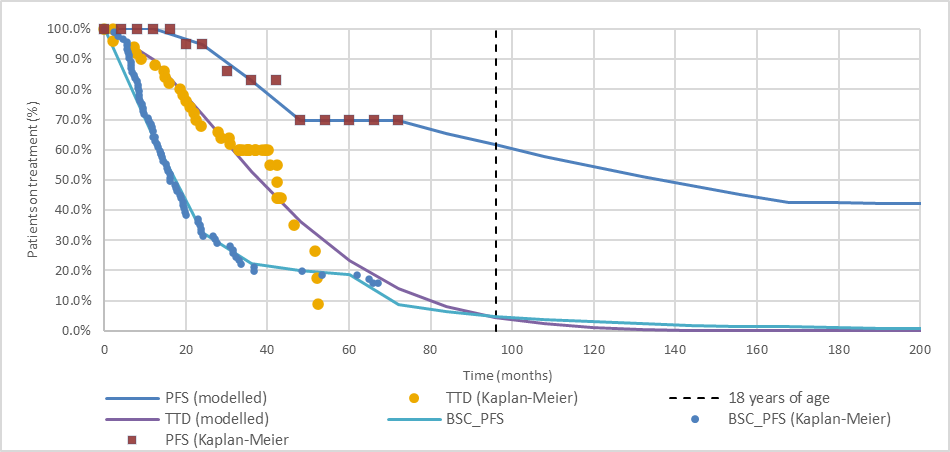 100.0%
90.0%
80.0%
70.0%
60.0%
50.0%
40.0%
30.0%
20.0%
10.0%
0.0%
Patients on treatment (%)
0 20 40 60 80 100 120 140 160 180 200
Time (months)
PFS (modelled) TTD (Kaplan-Meier) 18 years of age
TTD (modelled) BSC_PFS BSC_PFS (Kaplan-Meier)
PFS (Kaplan-Meier